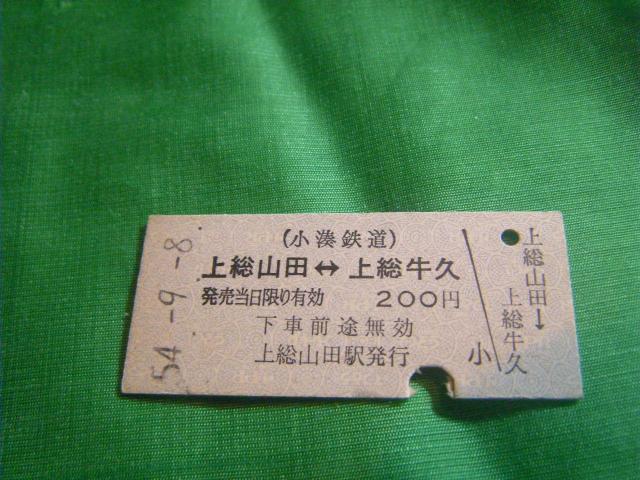 (小湊鉄道)
上総山田↔上総牛久
発売当日限り有効 200円
下車前途無効
上総山田駅発行
小
上総山田→
上総牛久
54-9-8